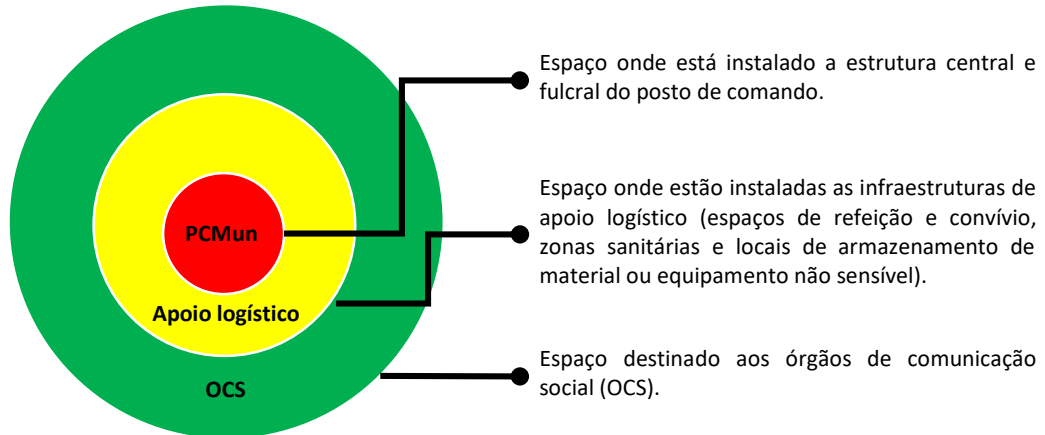 PCMun
Apoio logístico
OCS
Espaço onde está instalado a estrutura central e
fulcral do posto de comando.
Espaço onde estão instaladas as infraestruturas de
apoio logístico (espaços de refeição e convívio,
zonas sanitárias e locais de armazenamento de
material ou equipamento não sensível).
Espaço destinado aos órgãos de comunicação
social (OCS).